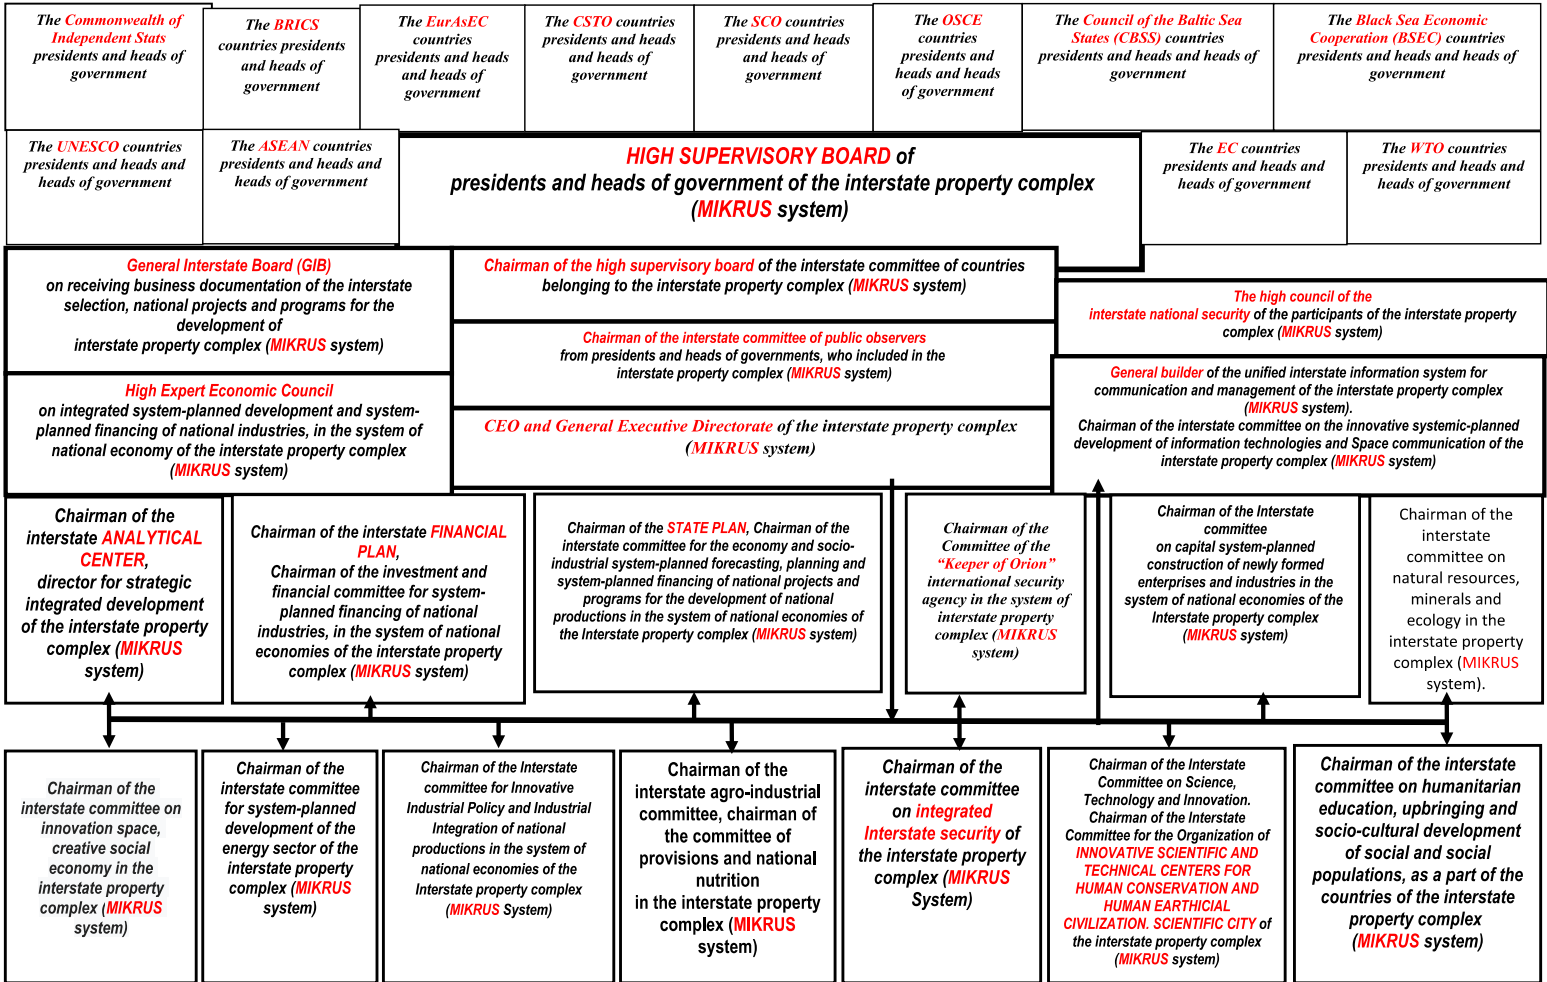 The Commonwealth of
Independent Stats
presidents and heads of
government
The BRICS
countries presidents
and heads of
government
The EurAsEC
countries
presidents and heads
and heads of
government
The CSTO countries
presidents and heads
and heads of
government
The SCO countries
presidents and heads
and heads of
government
The OSCE
countries
presidents and
heads and heads
of government
The Council of the Baltic Sea
States (CBSS) countries
presidents and heads and heads of
government
The Black Sea Economic
Cooperation (BSEC) countries
presidents and heads and heads of
government
The UNESCO countries
presidents and heads and
heads of government
The ASEAN countries
presidents and heads and
heads of government
HIGH SUPERVISORY BOARD of
presidents and heads of government of the interstate property complex
(MIKRUS system)
The EC countries
presidents and heads and
heads of government
The WTO countries
presidents and heads and
heads of government
General Interstate Board (GIB)
on receiving business documentation of the interstate
selection, national projects and programs for the
development of
interstate property complex (MIKRUS system)
Chairman of the high supervisory board of the interstate committee of countries
belonging to the interstate property complex (MIKRUS system)
The high council of the
interstate national security of the participants of the interstate property
complex (MIKRUS system)
Chairman of the interstate committee of public observers
from presidents and heads of governments, who included in the
interstate property complex (MIKRUS system)
High Expert Economic Council
on integrated system-planned development and system-
planned financing of national industries, in the system of
national economy of the interstate property complex
(MIKRUS system)
CEO and General Executive Directorate of the interstate property complex
(MIKRUS system)
General builder of the unified interstate information system for
communication and management of the interstate property complex
(MIKRUS system).
Chairman of the interstate committee on the innovative systemic-planned
development of information technologies and Space communication of the
interstate property complex (MIKRUS system)
Chairman of the
interstate ANALYTICAL
CENTER,
director for strategic
integrated development
of the interstate property
complex (MIKRUS
system)
Chairman of the interstate FINANCIAL
PLAN,
Chairman of the investment and
financial committee for system-
planned financing of national
industries, in the system of national
economies of the interstate property
complex (MIKRUS system)
Chairman of the STATE PLAN, Chairman of the
interstate committee for the economy and socio-
industrial system-planned forecasting, planning and
system-planned financing of national projects and
programs for the development of national
productions in the system of national economies of
the Interstate property complex (MIKRUS system)
Chairman of the
Committee of the
“Keeper of Orion”
international security
agency in the system of
interstate property
complex (MIKRUS
system)
Chairman of the Interstate
committee
on capital system-planned
construction of newly formed
enterprises and industries in the
system of national economies of the
Interstate property complex
(MIKRUS system)
Chairman of the
interstate
committee on
natural resources,
minerals and
ecology in the
interstate property
complex (MIKRUS
system).
Chairman of the
interstate committee on
innovation space,
creative social
economy in the
interstate property
complex (MIKRUS
system)
Chairman of the
interstate committee
for system-planned
development of the
energy sector of the
interstate property
complex (MIKRUS
system)
Chairman of the Interstate
committee for Innovative
Industrial Policy and Industrial
Integration of national
productions in the system of
national economies of the
Interstate property complex
(MIKRUS System)
Chairman of the
interstate agro-industrial
committee, chairman of
the committee of
provisions and national
nutrition
in the interstate property
complex (MIKRUS
system)
Chairman of the
interstate committee
on integrated
Interstate security of
the interstate property
complex (MIKRUS
System)
Chairman of the Interstate
Committee on Science,
Technology and Innovation.
Chairman of the Interstate
Committee for the Organization of
INNOVATIVE SCIENTIFIC AND
TECHNICAL CENTERS FOR
HUMAN CONSERVATION AND
HUMAN EARTHICIAL
CIVILIZATION. SCIENTIFIC CITY of
the interstate property complex
(MIKRUS system)
Chairman of the interstate
committee on humanitarian
education, upbringing and
socio-cultural development
of social and social
populations, as a part of the
countries of the interstate
property complex
(MIKRUS system)